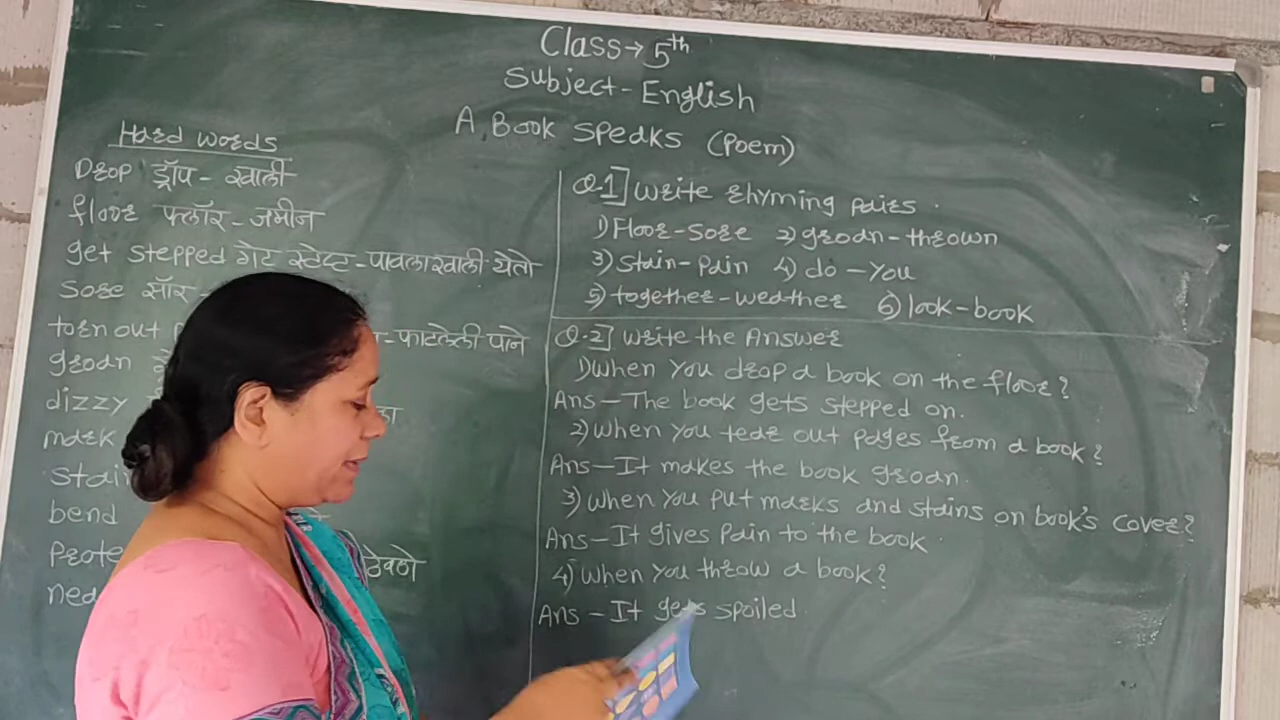 Class→5th
Subject-English
A Book Speaks (Poem)
Hard words
Drop ड्रॉप- खाली
floor फ्लॉर-जमीन
get stepped गेट स्टेप्ट-पावलाखाली येतो
Sore सॉर-
torn out -फाटलेली पाने
groan
dizzy
mark
Stai
bend
Prote ठेवणे
nea
Q.1] Write rhyming pairs.
1) Floor-Sore 2) groan-thrown
3) Stain-Pain 4) do-you
5) together-weather 6) look-book
Q.2] Write the Answer
1) When you drop a book on the floor?
Ans-The book gets stepped on.
2) When you tear out pages from a book?
Ans-It makes the book groan.
3) When you put marks and stains on book's cover?
Ans-It gives pain to the book.
4) When you throw a book?
Ans-It gets spoiled.